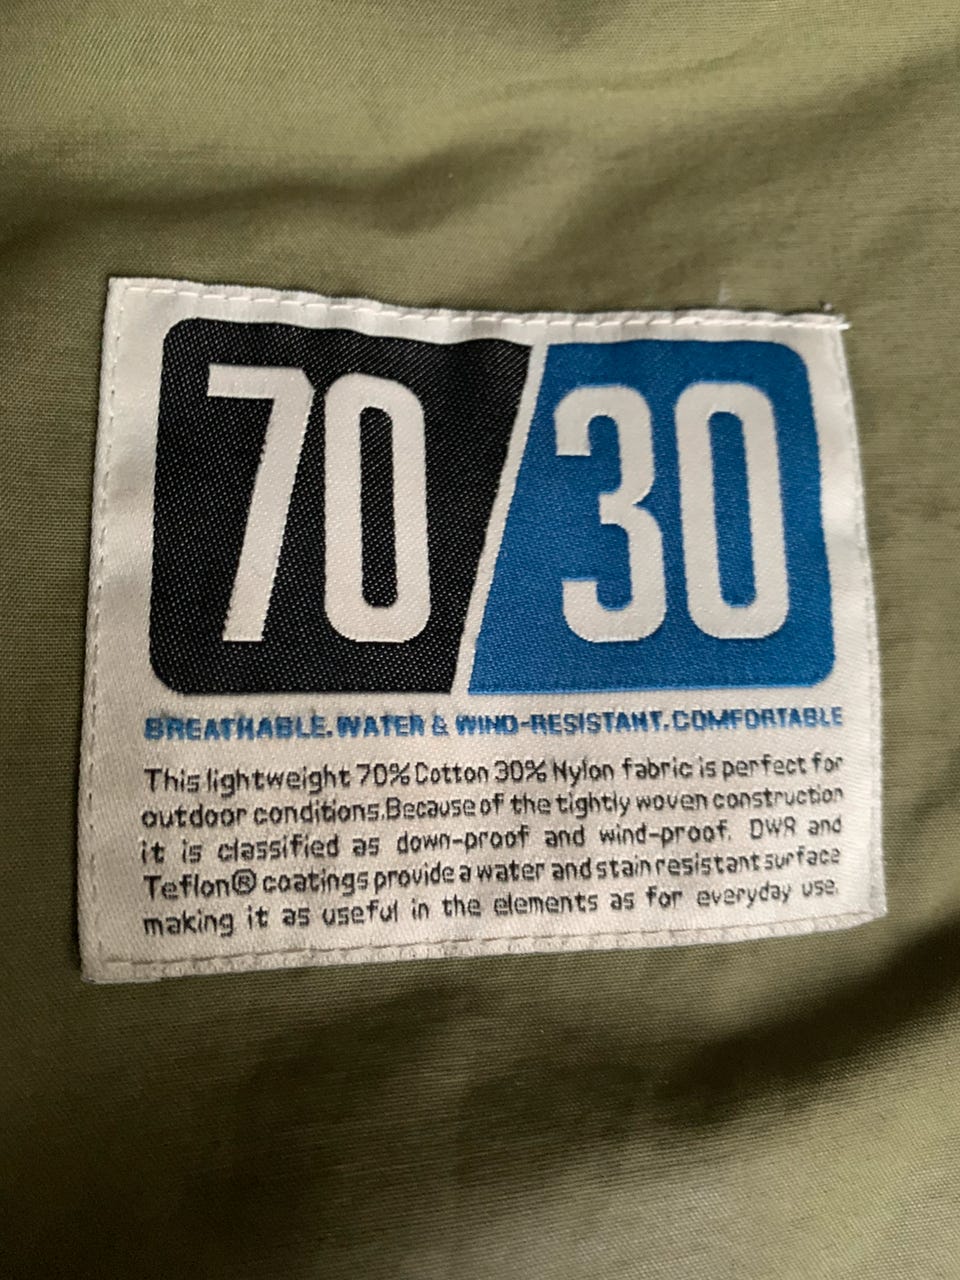 70 30
BREATHABLE. WATER & WIND-RESISTANT. COMFORTABLE
This lightweight 70% Cotton 30% Nylon fabric is perfect for
outdoor conditions. Because of the tightly woven construction
it is classified as down-proof and wind-proof. DWR and
Teflon® coatings provide a water and stain resistant surface
making it as useful in the elements as for everyday use.